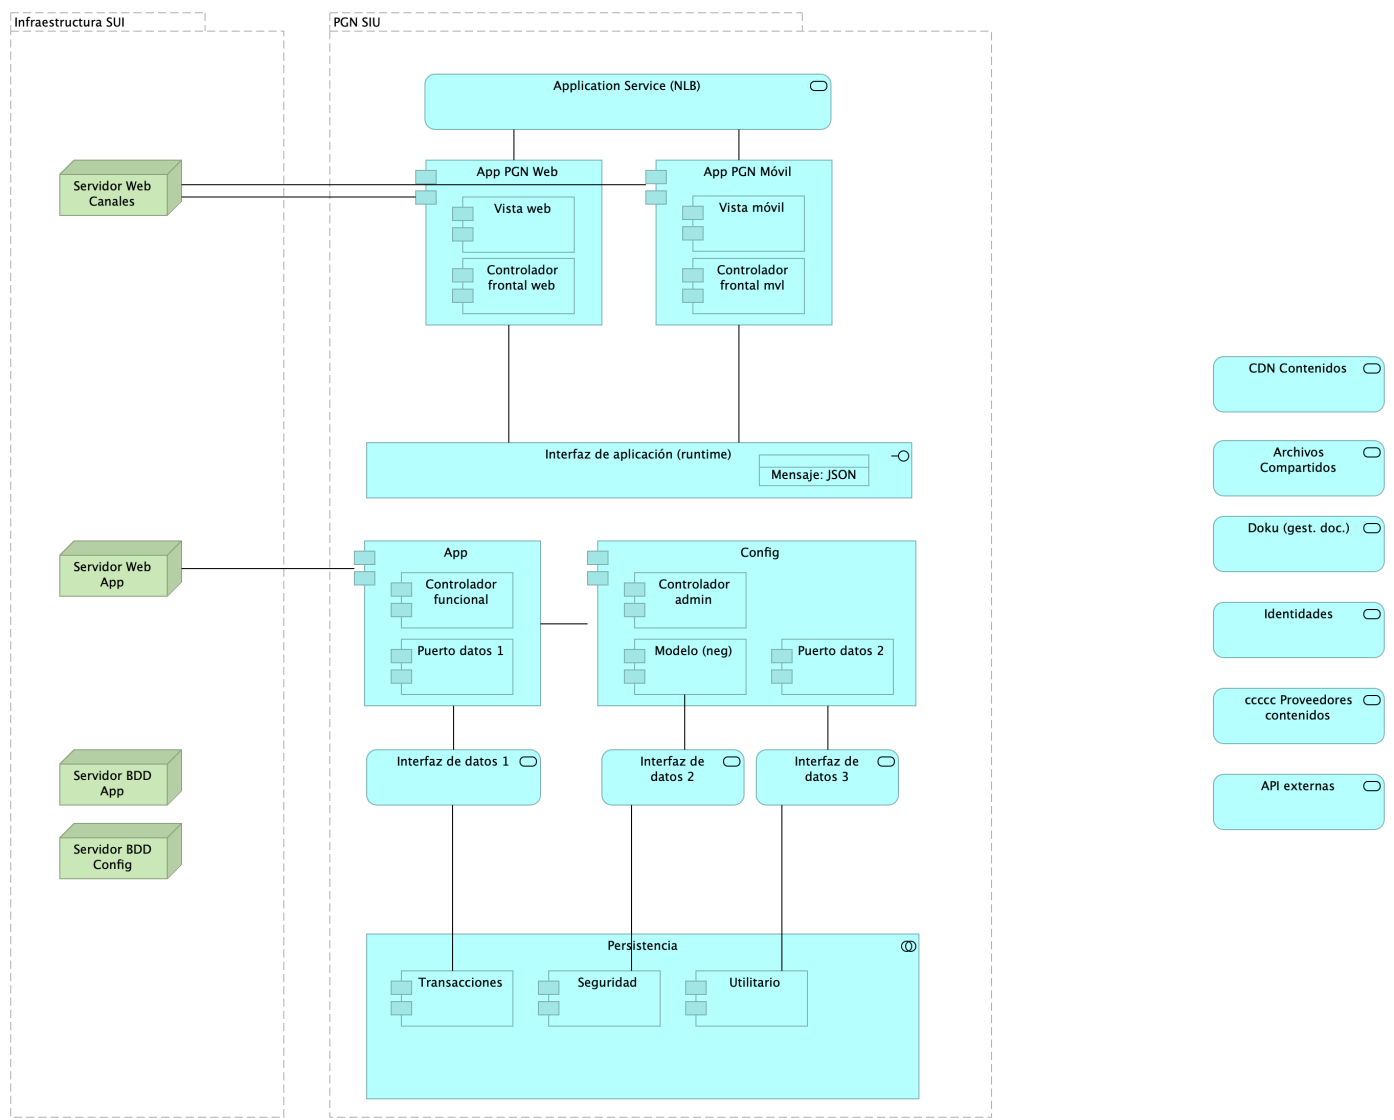 Infraestructura SUI
PGN SIU
Application Service (NLB)
Servidor Web
Canales
App PGN Web
Vista web
Controlador
frontal web
App PGN Móvil
Vista móvil
Controlador
frontal mvl
Interfaz de aplicación (runtime)
Mensaje: JSON
Servidor Web
App
App
Controlador
funcional
Puerto datos 1
Config
Controlador
admin
Modelo (neg)
Puerto datos 2
Servidor BDD
App
Servidor BDD
Config
Interfaz de datos 1
Interfaz de
datos 2
Interfaz de
datos 3
Persistencia
Transacciones
Seguridad
Utilitario
CDN Contenidos
Archivos
Compartidos
Doku (gest. doc.)
Identidades
ccccc Proveedores
contenidos
API externas